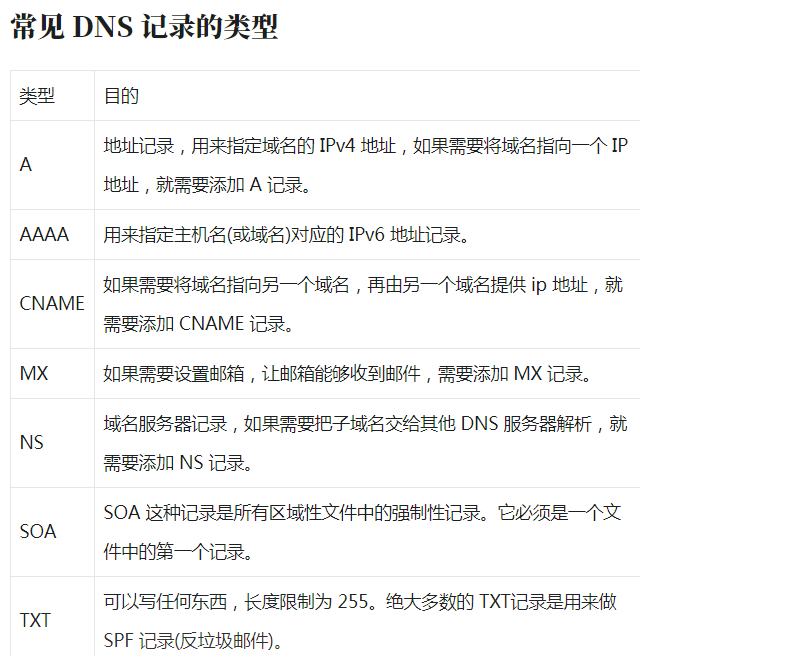 常见 DNS 记录的类型
类型 目的
A 地址记录，用来指定域名的 IPv4 地址，如果需要将域名指向一个 IP
地址，就需要添加 A 记录。
AAAA 用来指定主机名(或域名)对应的 IPv6 地址记录。
CNAME 如果需要将域名指向另一个域名，再由另一个域名提供 ip 地址，就
需要添加 CNAME 记录。
MX 如果需要设置邮箱，让邮箱能够收到邮件，需要添加 MX 记录。
NS 域名服务器记录，如果需要把子域名交给其他 DNS 服务器解析，就
需要添加 NS 记录。
SOA SOA 这种记录是所有区域性文件中的强制性记录。它必须是一个文
件中的第一个记录。
TXT 可以写任何东西，长度限制为 255。绝大多数的 TXT记录是用来做
SPF 记录(反垃圾邮件)。